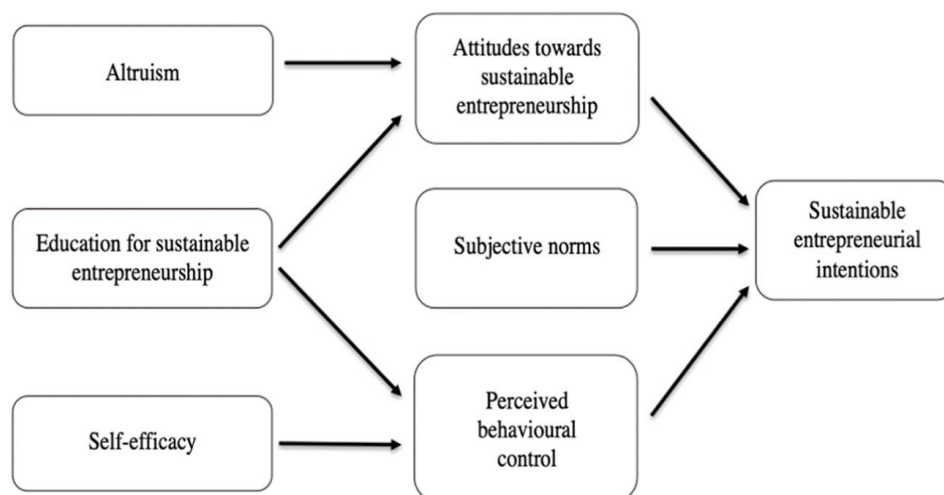 Altruism
Attitudes towards
sustainable
entrepreneurship
Education for sustainable
entrepreneurship
Subjective norms
Sustainable
entrepreneurial
intentions
Self-efficacy
Perceived
behavioural
control